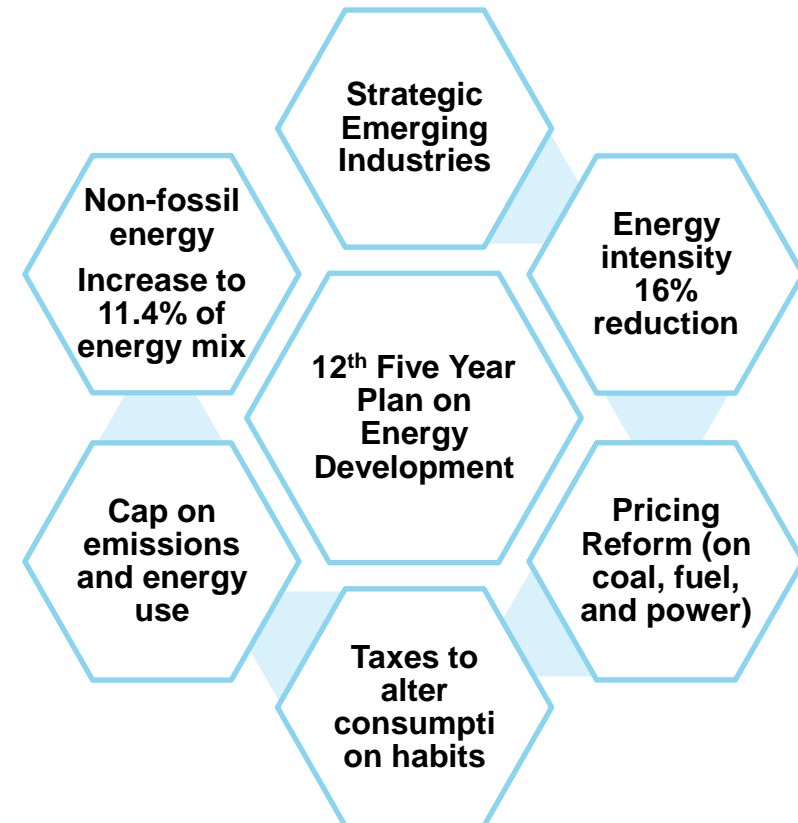 Strategic
Emerging
Industries
Non-fossil
energy
Increase to
11.4% of
energy mix
Energy
intensity
16%
reduction
12th Five Year
Plan on
Energy
Development
Cap on
emissions
and energy
use
Pricing
Reform (on
coal, fuel,
and power)
Taxes to
alter
consumpti
on habits